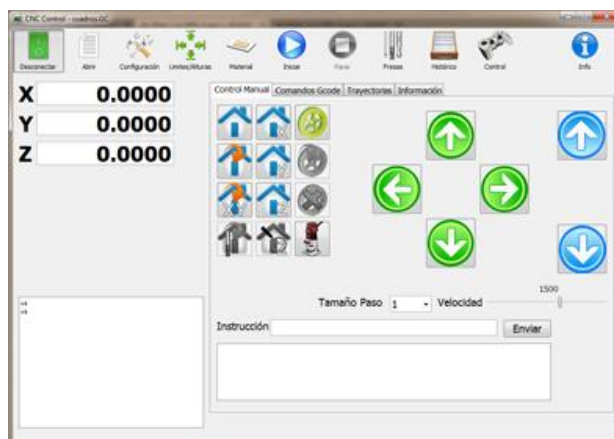 CNC Control - cuadros.GC
Desconectar Abrir Configuración Limites/Alturas Material Iniciar Parar Fresas Histórico Control Info
X 0.0000
Y 0.0000
Z 0.0000
Control Manual Comandos Gcode Trayectorias Información
1500
Tamaño Paso 1 Velocidad
Instrucción Enviar